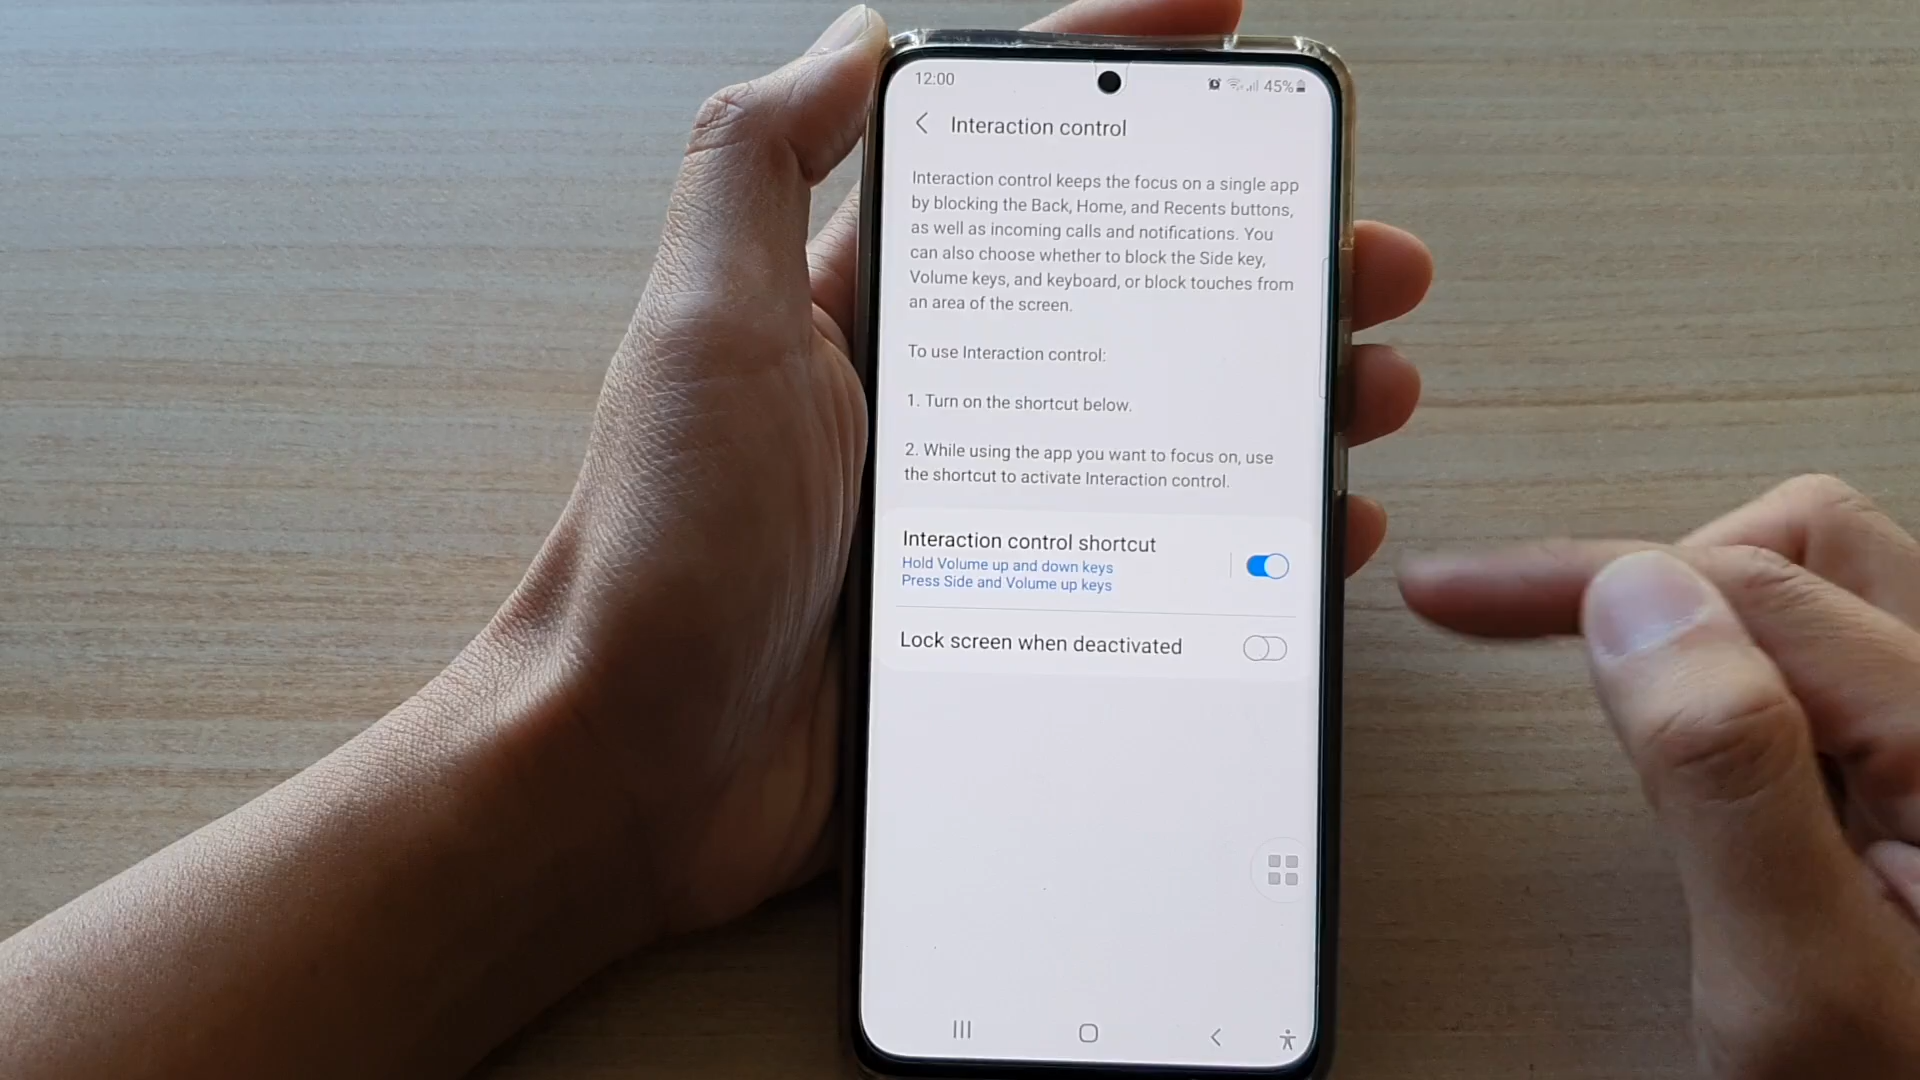 12:00
45%
Interaction control
Interaction control keeps the focus on a single app
by blocking the Back, Home, and Recents buttons,
as well as incoming calls and notifications. You
can also choose whether to block the Side key,
Volume keys, and keyboard, or block touches from
an area of the screen.
To use Interaction control:
1. Turn on the shortcut below.
2. While using the app you want to focus on, use
the shortcut to activate Interaction control.
Interaction control shortcut
Hold Volume up and down keys
Press Side and Volume up keys
Lock screen when deactivated